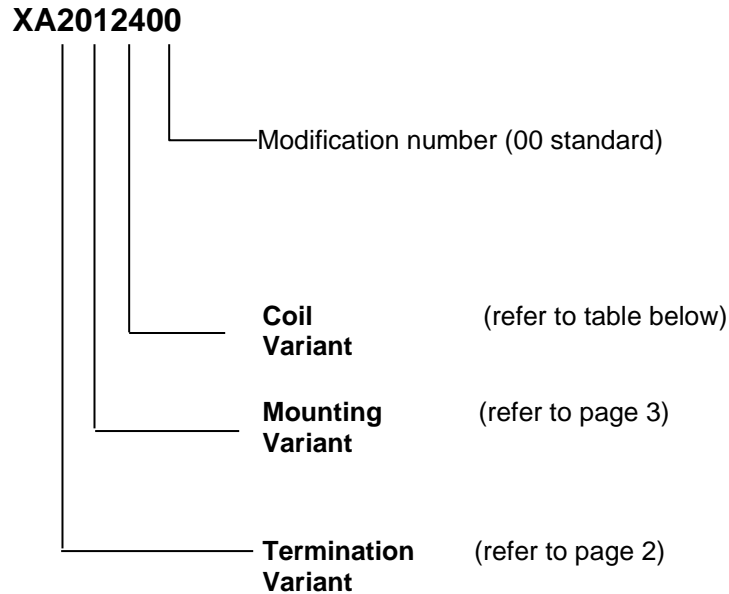 XA2012400
Modification number (00 standard)
Coil (refer to table below)
Variant
Mounting (refer to page 3)
Variant
Termination (refer to page 2)
Variant